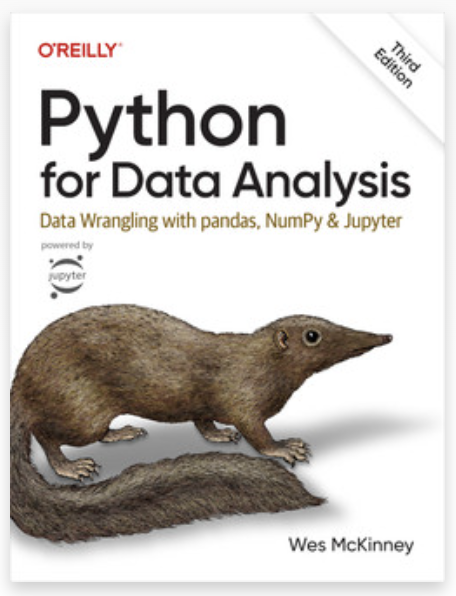 O'REILLY®
Third
Edition
Python
for Data Analysis
Data Wrangling with pandas, NumPy & Jupyter
powered by
jupyter
Wes McKinney